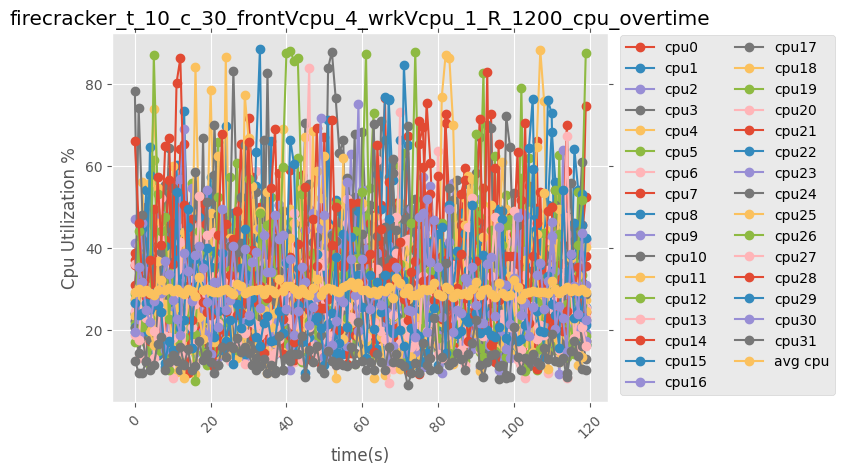 firecracker_t_10_c_30_frontVcpu_4_wrkVcpu_1_R_1200_cpu_overtime
Cpu Utilization %
80
60
40
20
0
20
40
60
80
100
120
time(s)
cpu0
cpu1
cpu2
cpu3
cpu4
cpu5
cpu6
cpu7
cpu8
cpu9
cpu10
cpu11
cpu12
cpu13
cpu14
cpu15
cpu16
cpu17
cpu18
cpu19
cpu20
cpu21
cpu22
cpu23
cpu24
cpu25
cpu26
cpu27
cpu28
cpu29
cpu30
cpu31
avg cpu